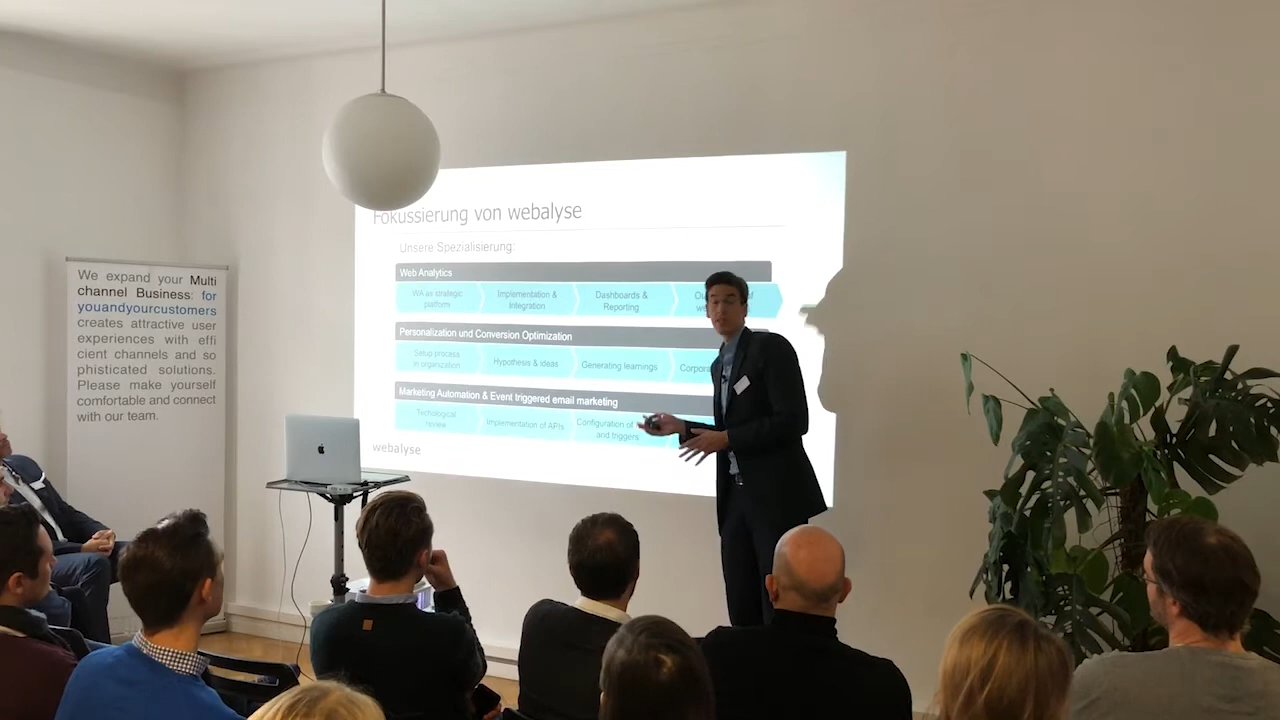 We expand your Multi
channel Business: for
youandyourcustomers
creates attractive user
experiences with effi
cient channels and so
phisticated solutions.
Please make yourself
comfortable and connect
with our team.
Fokussierung von webalyse
Unsere Spezialisierung:
Web Analytics
WA as strategic
platform
Implementation &
Integration
Dashboards &
Reporting
Personalization und Conversion Optimization
Setup process
in organization
Hypothesis & ideas
Generating learnings
Marketing Automation & Event triggered email marketing
Techological
review
Implementation of APIs
Configuration of
and triggers
webalyse